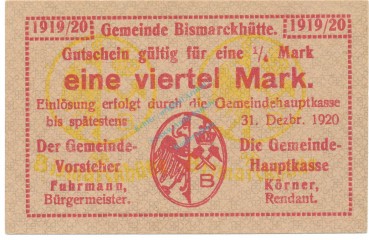 1919/20 Gemeinde Bismarckhütte. 1919/20
Gutschein gültig für eine 1/4 Mark
eine viertel Mark.
Einlösung erfolgt durch die Gemeindehauptkasse
bis spätestens 31. Dezbr. 1920
Der Gemeinde-
Vorsteher
Fuhrmann,
Bürgermeister.
B
Die Gemeinde-
Hauptkasse
Körner,
Rendant.